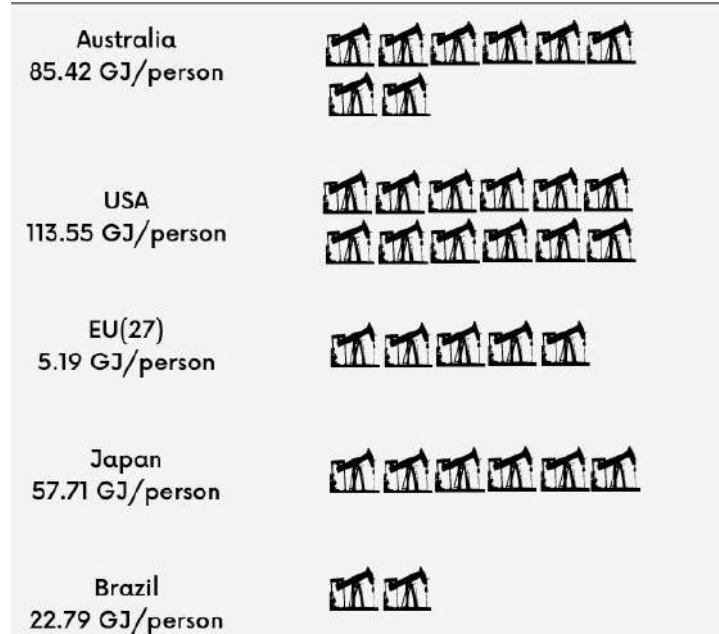 Australia
85.42 GJ/person
USA
113.55 GJ/person
EU(27)
5.19 GJ/person
Japan
57.71 GJ/person
Brazil
22.79 GJ/person